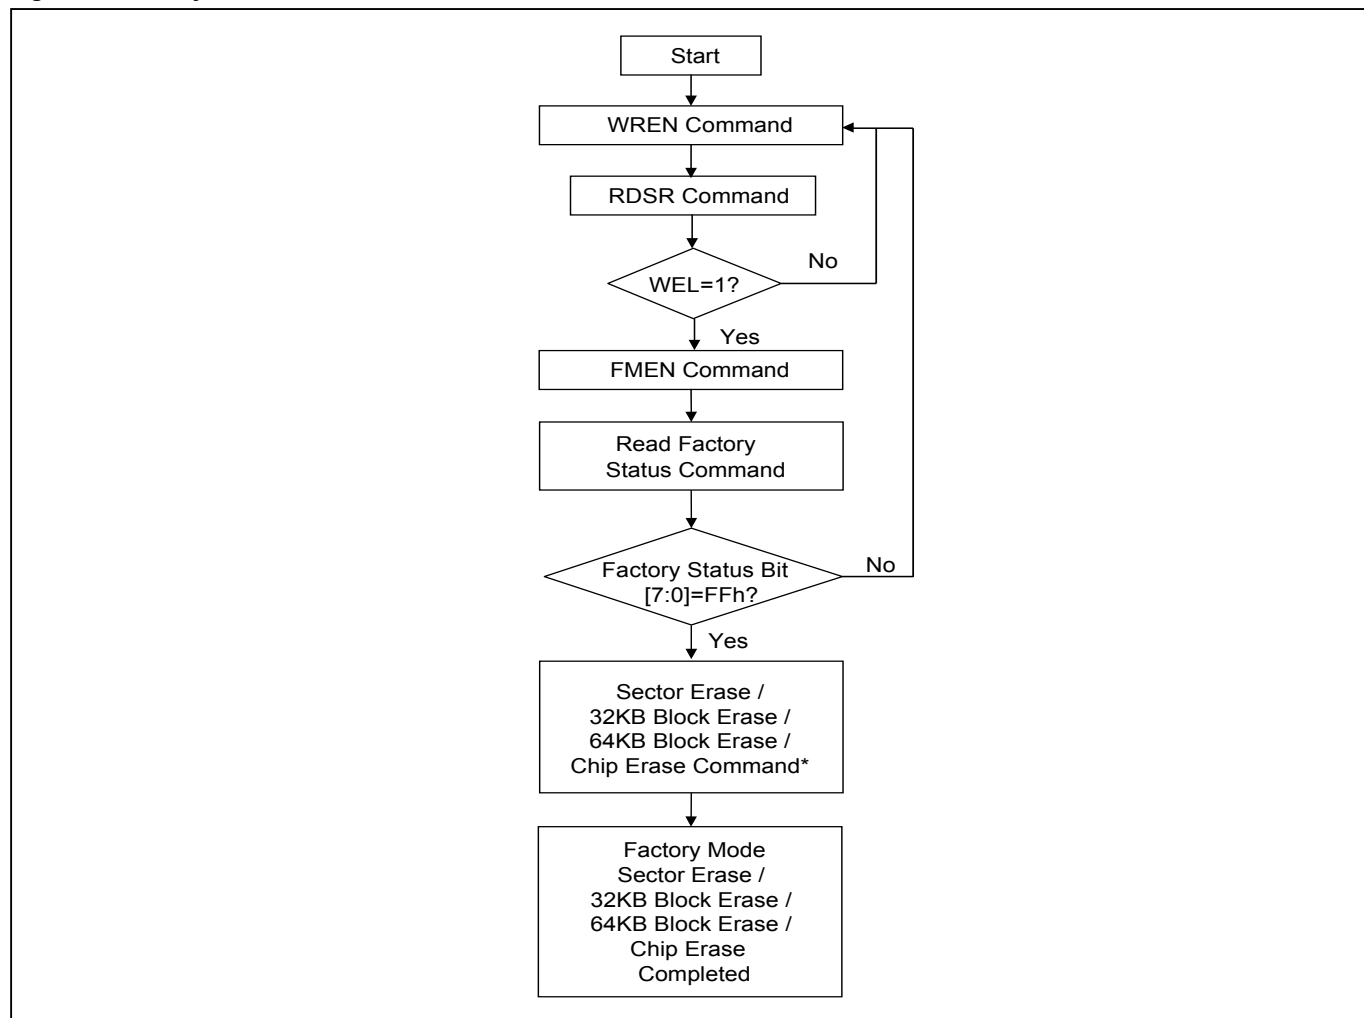 Start
WREN Command
RDSR Command
No
WEL=1?
Yes
FMEN Command
Read Factory
Status Command
Factory Status Bit
[7:0]=FFh?
No
Yes
Sector Erase /
32KB Block Erase /
64KB Block Erase /
Chip Erase Command*
Factory Mode
Sector Erase /
32KB Block Erase /
64KB Block Erase /
Chip Erase
Completed